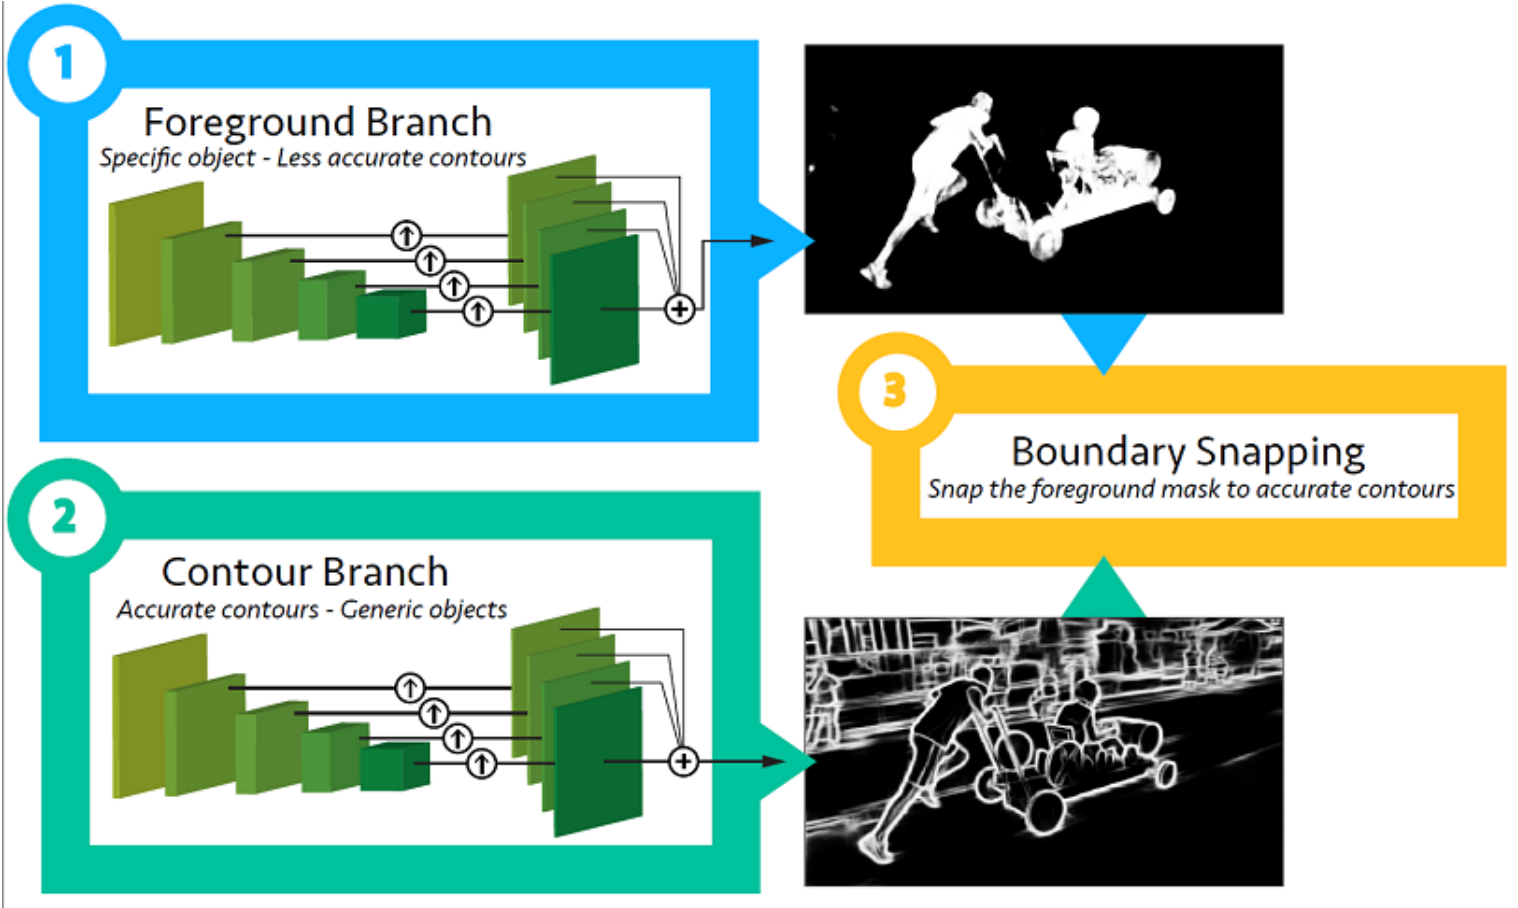 1
Foreground Branch
Specific object - Less accurate contours
2
Contour Branch
Accurate contours - Generic objects
3
Boundary Snapping
Snap the foreground mask to accurate contours